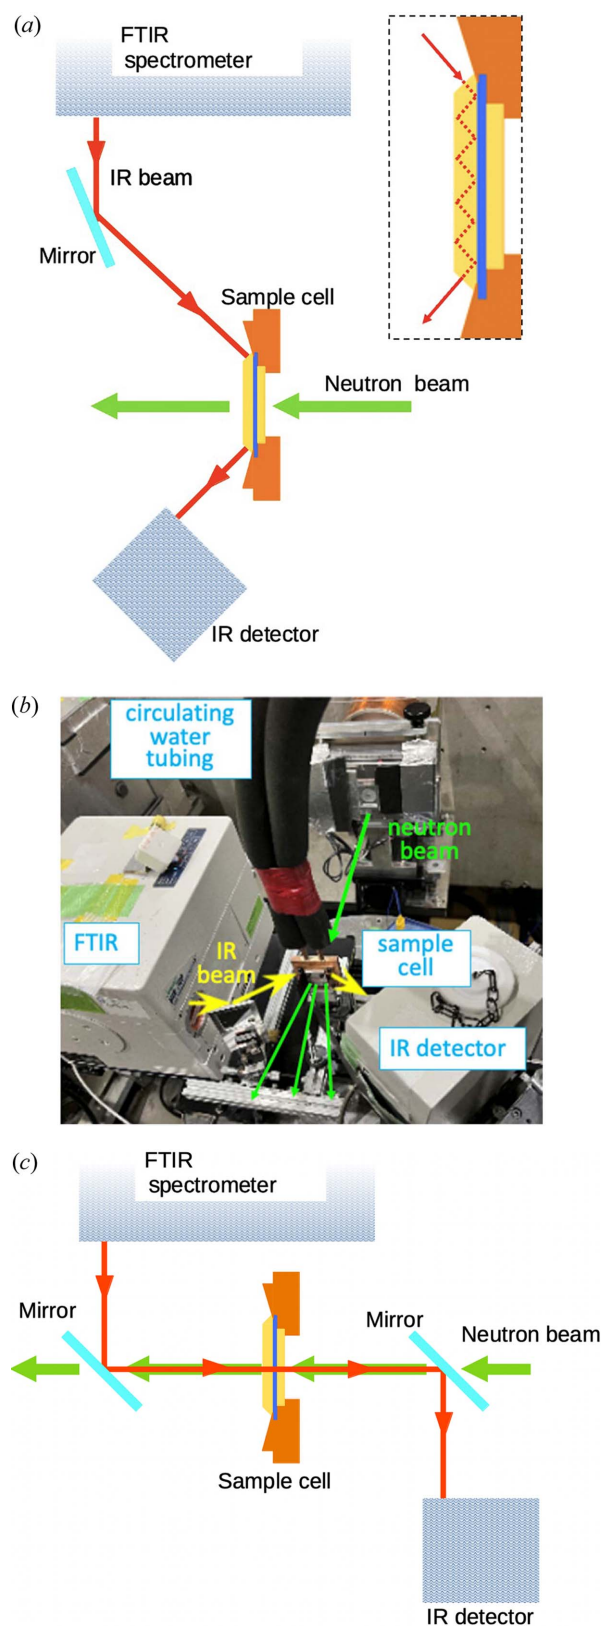 (a)
FTIR
spectrometer
IR beam
Mirror
Sample cell
Neutron beam
IR detector
(b)
circulating
water
tubing
neutron
beam
FTIR
IR
beam
sample
cell
IR detector
(c)
FTIR
spectrometer
Mirror
Mirror
Neutron beam
Sample cell
IR detector